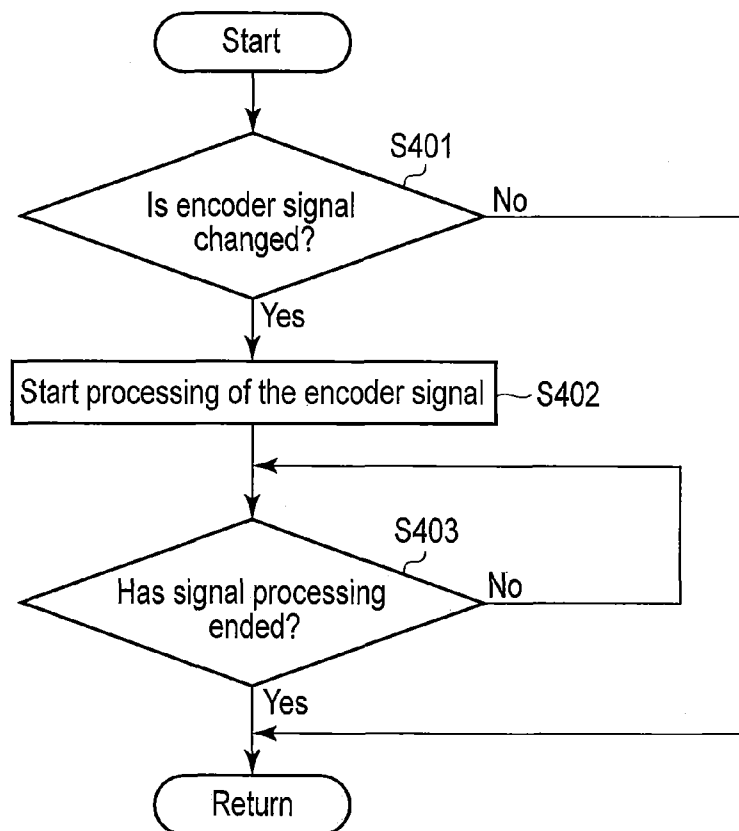 Start
S401
Is encoder signal
changed?
No
Yes
Start processing of the encoder signal
S402
S403
Has signal processing
ended?
No
Yes
Return